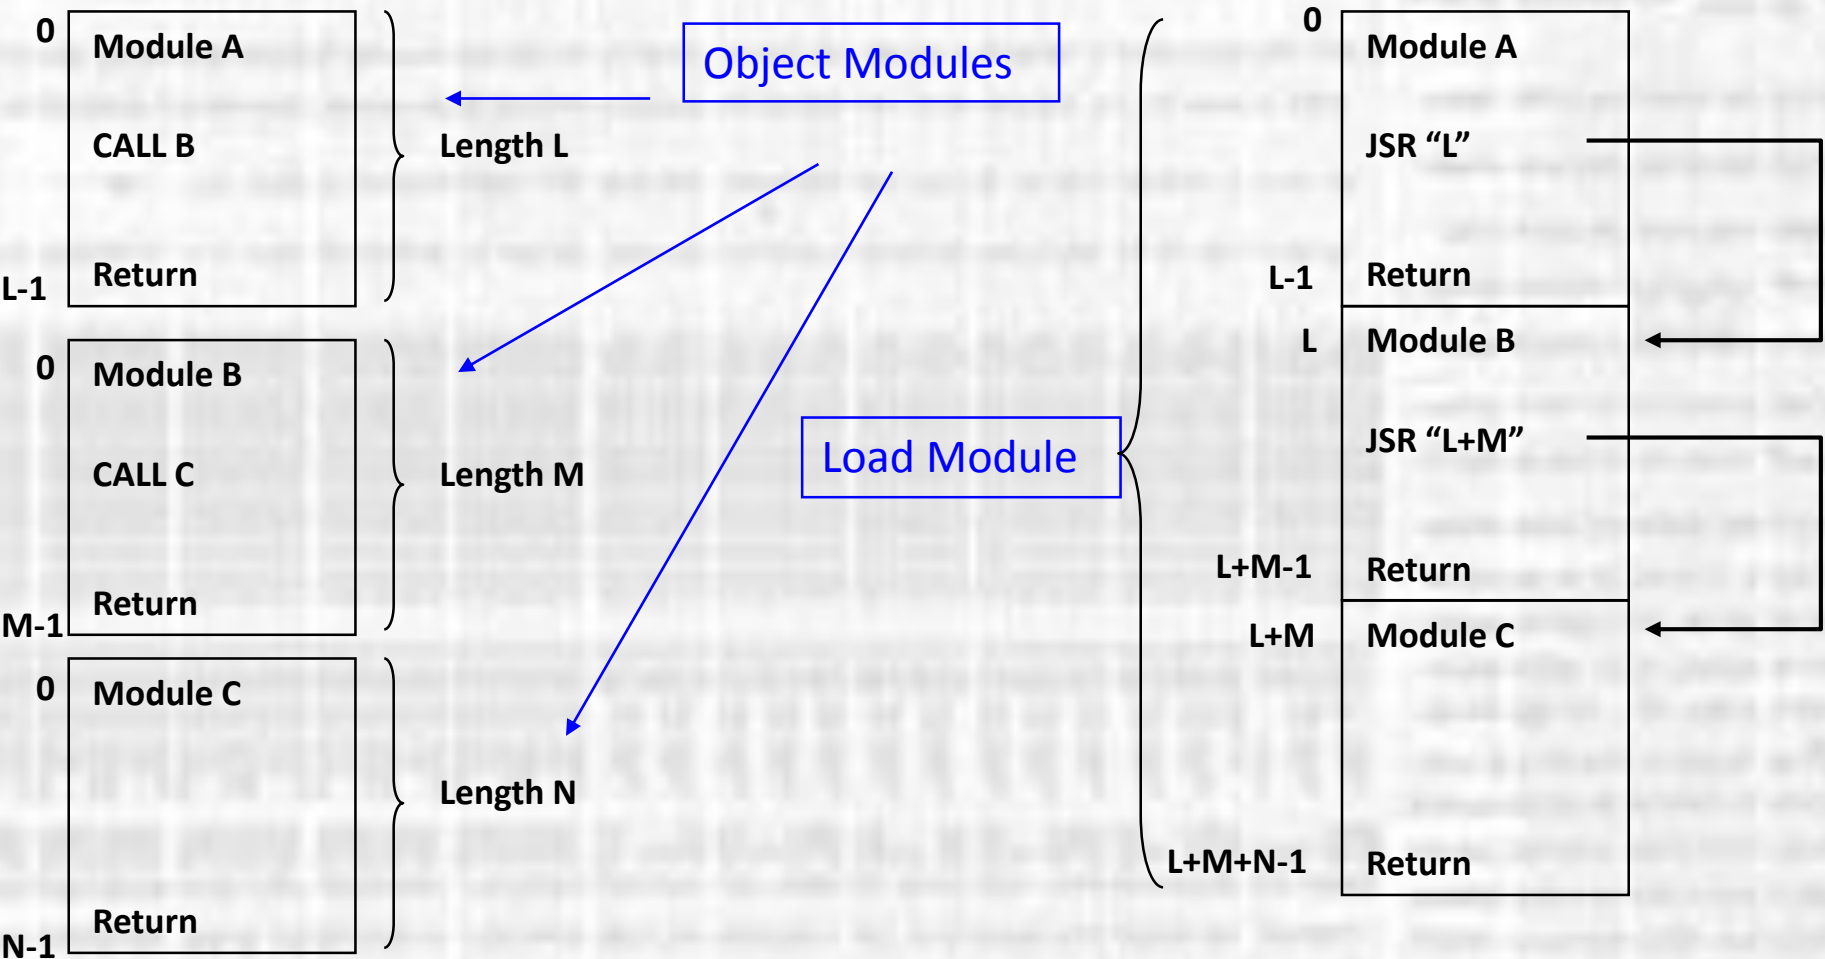 0
Module A
CALL B
Return
L-1
Length L
0
Module B
CALL C
Return
M-1
Length M
0
Module C
Return
N-1
Length N
Object Modules
Load Module
0
Module A
JSR “L”
L-1
Return
L
Module B
JSR “L+M”
L+M-1
Return
L+M
Module C
L+M+N-1
Return